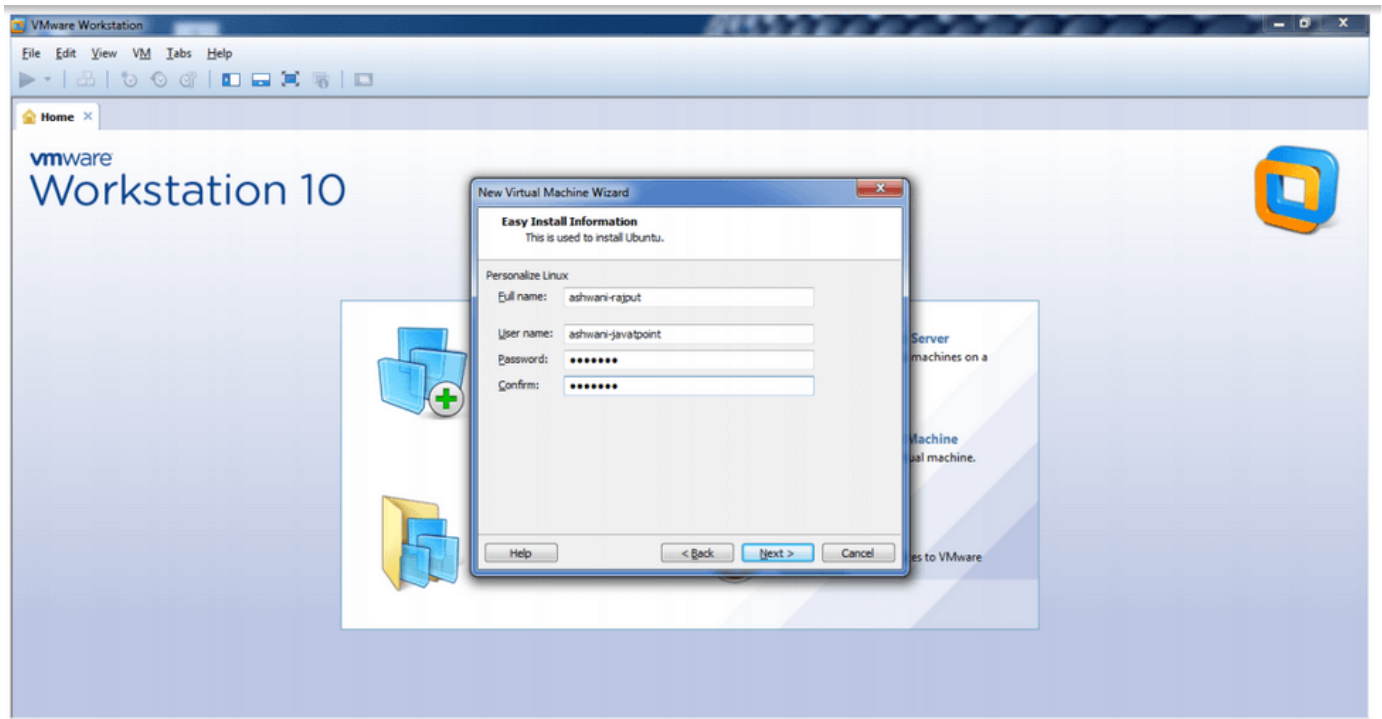 VMware Workstation
File Edit View VM Tabs Help
Home
vmware
Workstation 10
New Virtual Machine Wizard
Easy Install Information
This is used to install Ubuntu.
Personalize Linux
Full name: ashwani-rajput
User name: ashwani-javatpoint
Password: •••••••
Confirm: •••••••
Help < Back Next > Cancel
Server
machines on a
Machine
ual machine.
es to VMware